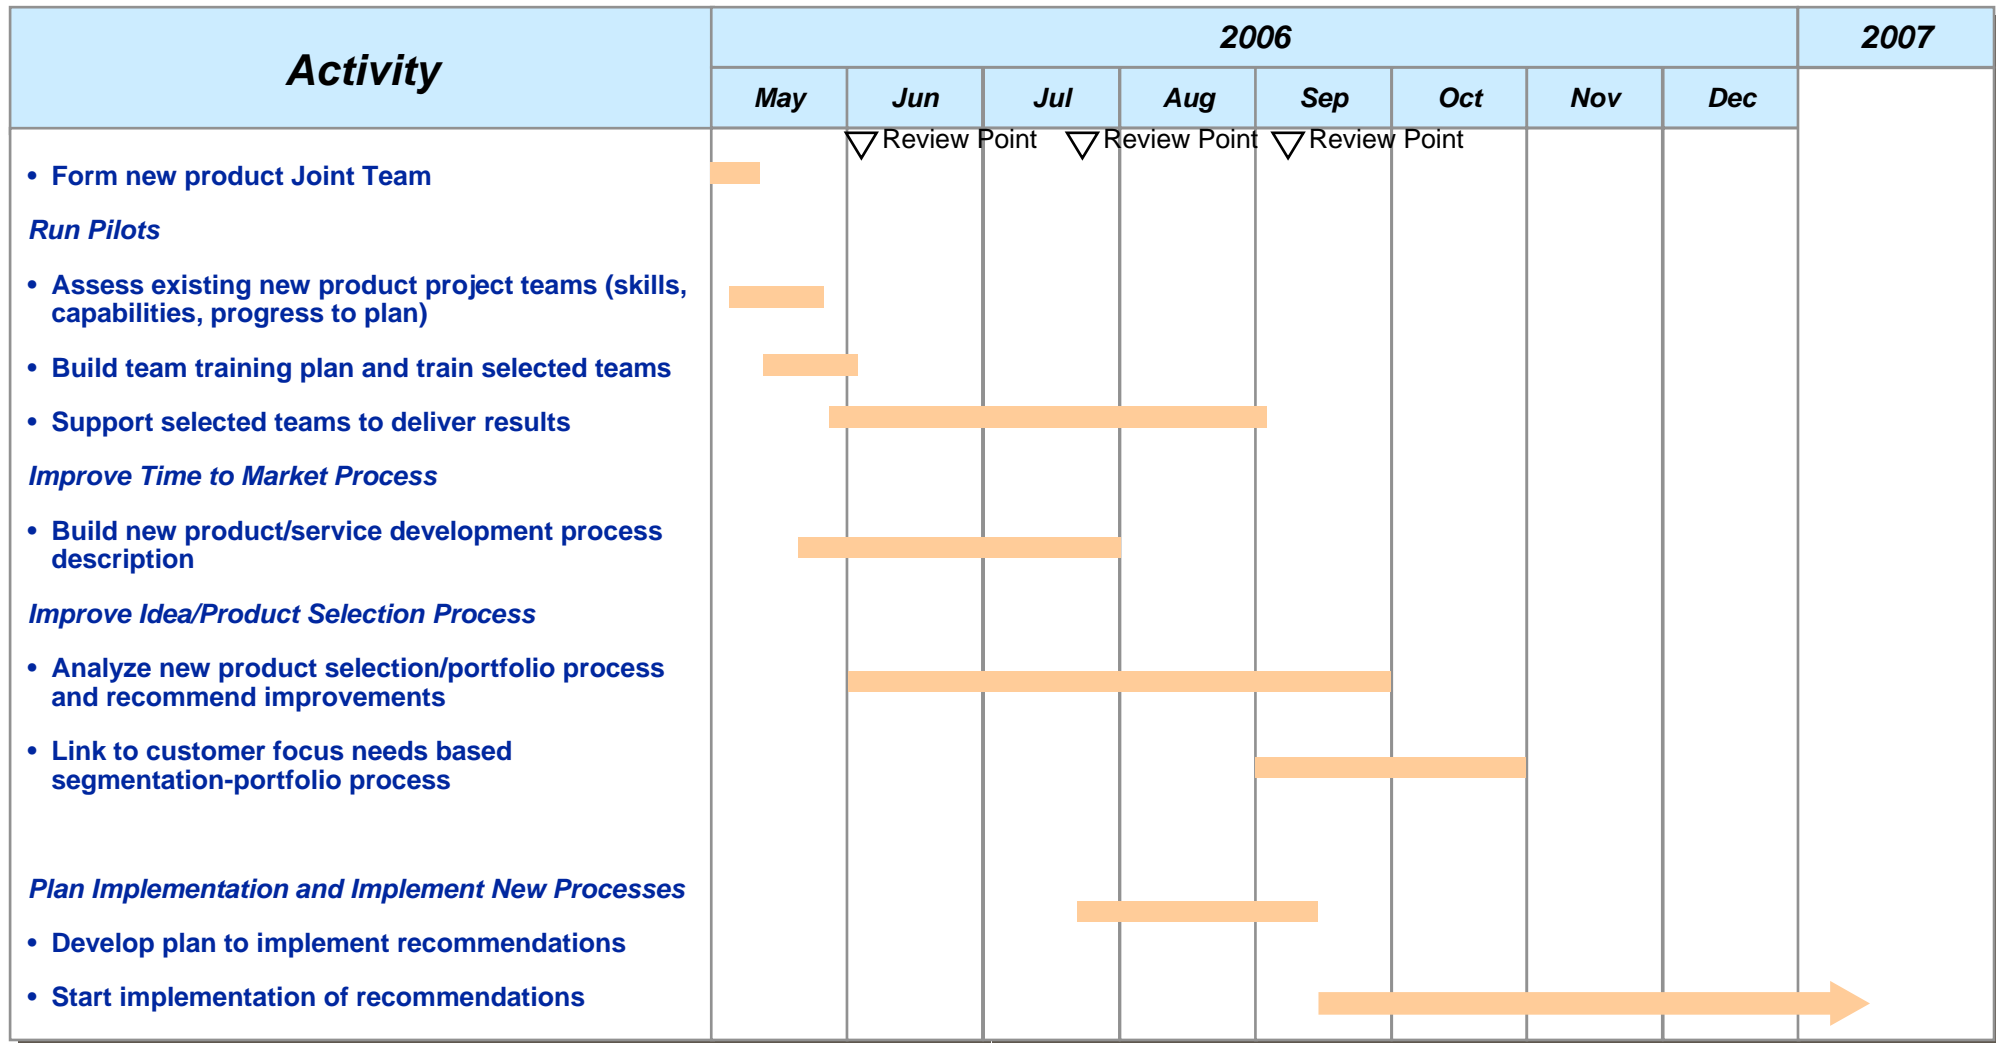 Activity
2006
2007
May Jun Jul Aug Sep Oct Nov Dec
Review Point Review Point Review Point
• Form new product Joint Team
Run Pilots
• Assess existing new product project teams (skills,
capabilities, progress to plan)
• Build team training plan and train selected teams
• Support selected teams to deliver results
Improve Time to Market Process
• Build new product/service development process
description
Improve Idea/Product Selection Process
• Analyze new product selection/portfolio process
and recommend improvements
• Link to customer focus needs based
segmentation-portfolio process
Plan Implementation and Implement New Processes
• Develop plan to implement recommendations
• Start implementation of recommendations